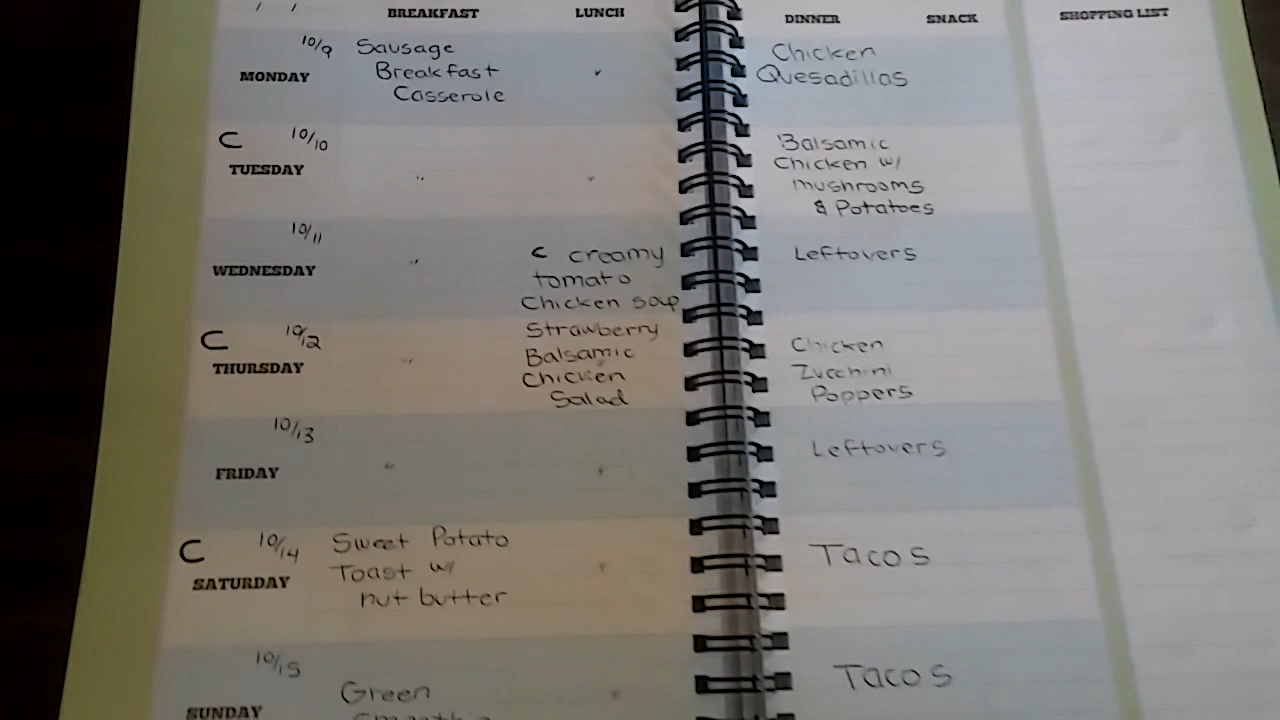 / /
BREAKFAST LUNCH DINNER SNACK SHOPPING LIST
10/9
MONDAY
Sausage
Breakfast
Casserole
"
Chicken
Quesadillas
C 10/10
TUESDAY
"
"
Balsamic
Chicken w/
mushrooms
& Potatoes
10/11
WEDNESDAY
"
C creamy
tomato
Chicken soup
Leftovers
C 10/12
THURSDAY
"
Strawberry
Balsamic
Chicken
Salad
Chicken
Zucchini
Poppers
10/13
FRIDAY
"
"
Leftovers
C 10/14
SATURDAY
Sweet Potato
Toast w/
nut butter
"
Tacos
10/15
SUNDAY
Green
Smoothie
"
Tacos